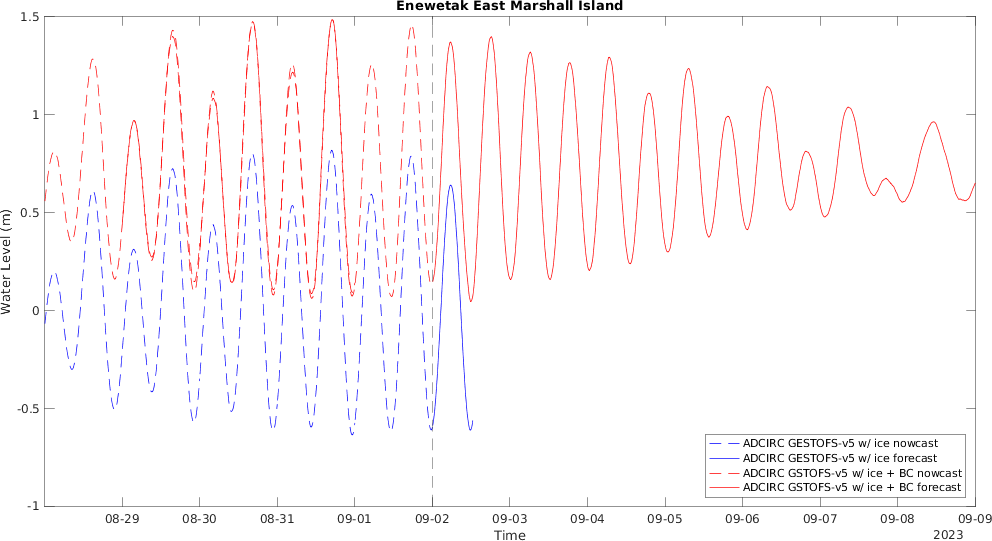 Enewetak East Marshall Island
1.5
1
0.5
0
-0.5
-1
Water Level (m)
ADCIRC GESTOFS-v5 w/ ice nowcast
ADCIRC GESTOFS-v5 w/ ice forecast
ADCIRC GSTOFS-v5 w/ ice + BC nowcast
ADCIRC GSTOFS-v5 w/ ice + BC forecast
08-29 08-30 08-31 09-01 09-02 09-03 09-04 09-05 09-06 09-07 09-08 09-09
Time
2023